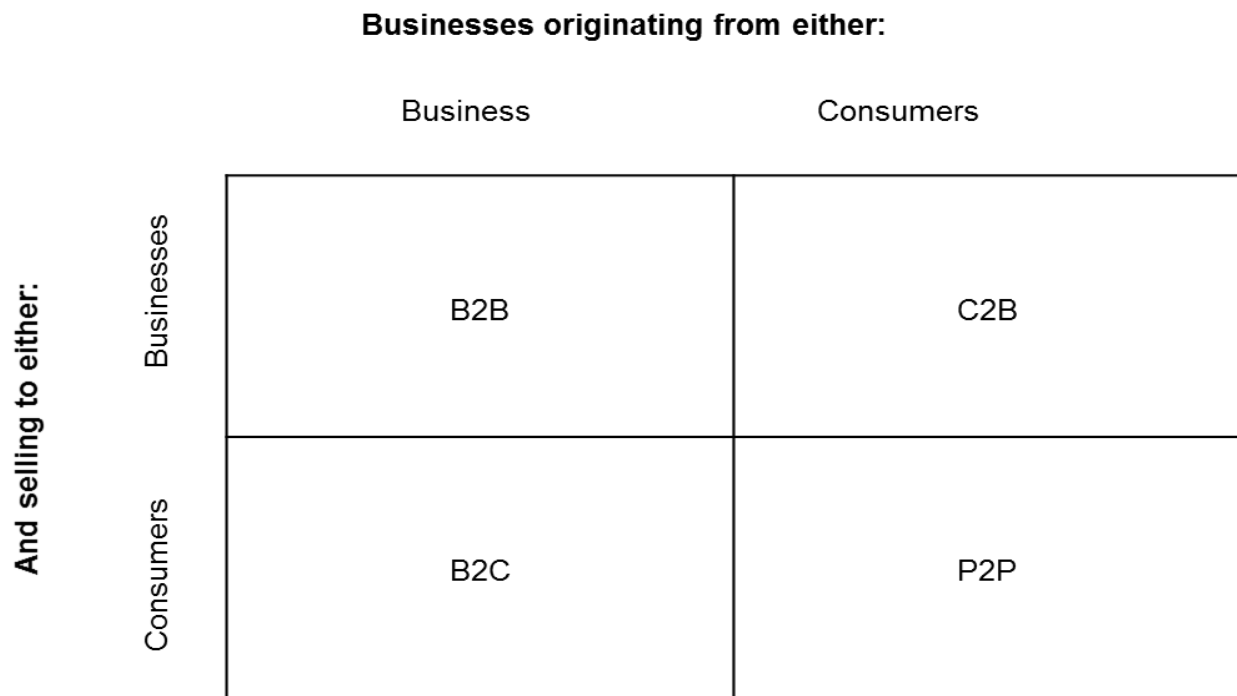 Businesses originating from either:
Business Consumers
And selling to either:
Businesses
B2B C2B
Consumers
B2C P2P